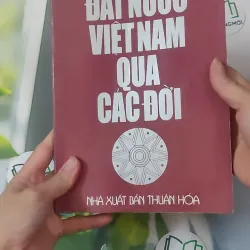 ĐẤT NƯỚC
VIỆT NAM
QUA
CÁC ĐỜI
NHÀ XUẤT BẢN THUẬN HÓA